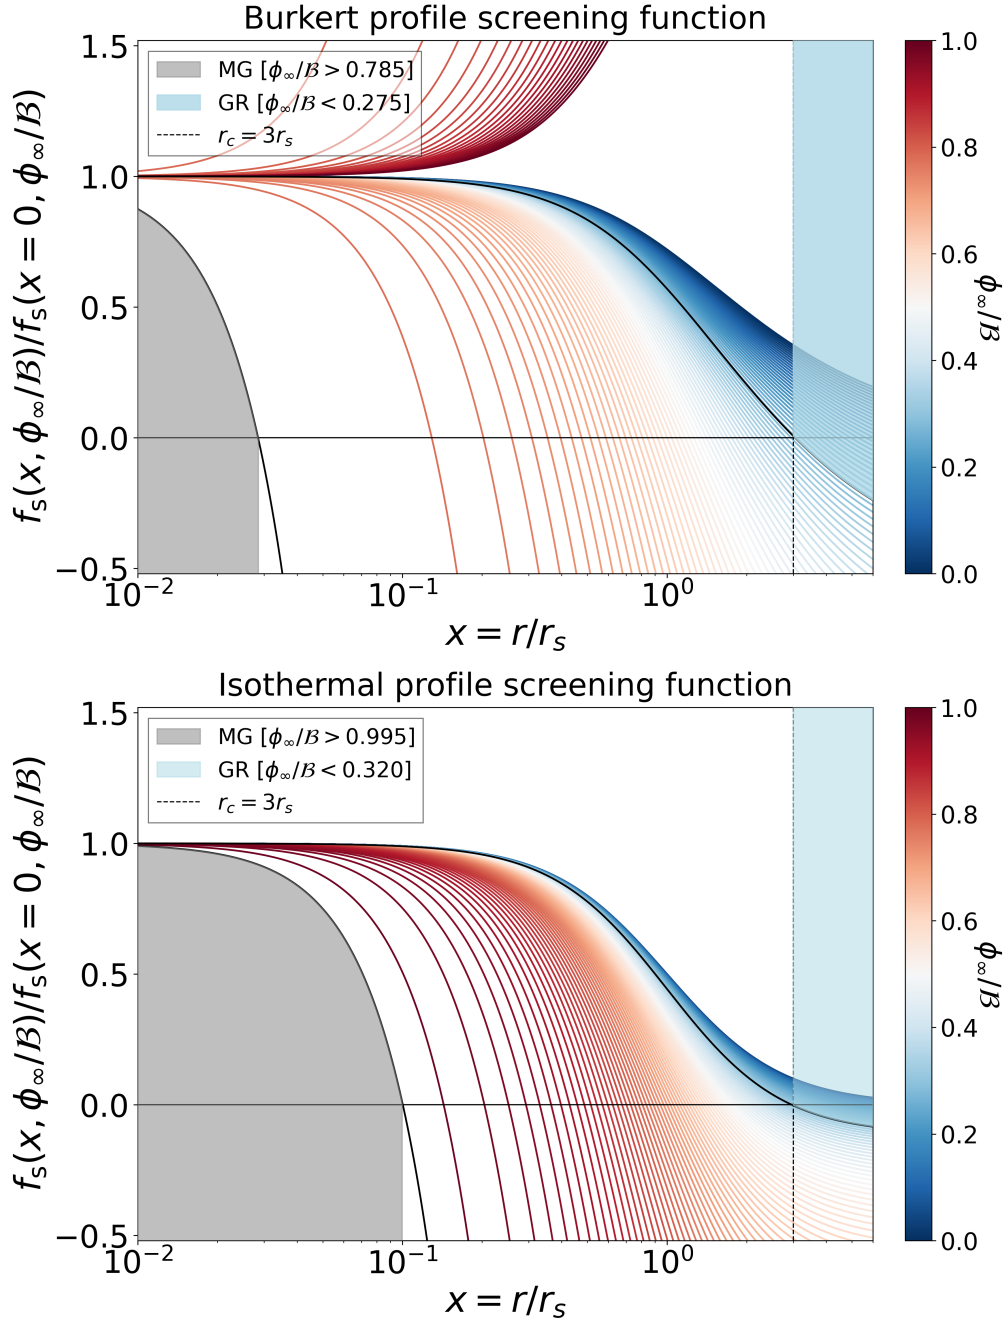 Burkert profile screening function
MG [ϕ∞/ℬ > 0.785]
GR [ϕ∞/ℬ < 0.275]
r_c = 3r_s
1.5
1.0
0.5
0.0
−0.5
f_s(x, ϕ∞/ℬ)/f_s(x = 0, ϕ∞/ℬ)
10⁻²
10⁻¹
10⁰
x = r/r_s
1.0
0.8
0.6
0.4
0.2
0.0
ϕ∞/ℬ
Isothermal profile screening function
MG [ϕ∞/ℬ > 0.995]
GR [ϕ∞/ℬ < 0.320]
r_c = 3r_s
1.5
1.0
0.5
0.0
−0.5
f_s(x, ϕ∞/ℬ)/f_s(x = 0, ϕ∞/ℬ)
10⁻²
10⁻¹
10⁰
x = r/r_s
1.0
0.8
0.6
0.4
0.2
0.0
ϕ∞/ℬ